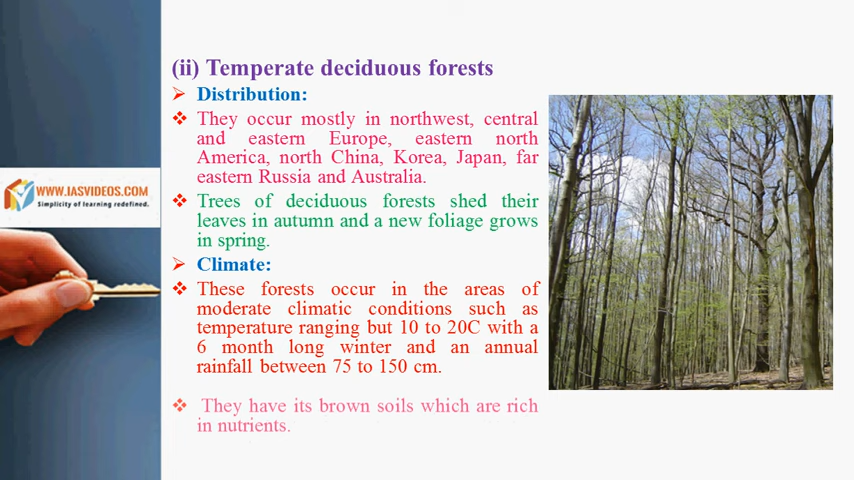 (ii) Temperate deciduous forests
Distribution:
They occur mostly in northwest, central
and eastern Europe, eastern north
America, north China, Korea, Japan, far
eastern Russia and Australia.
Trees of deciduous forests shed their
leaves in autumn and a new foliage grows
in spring.
Climate:
These forests occur in the areas of
moderate climatic conditions such as
temperature ranging but 10 to 20C with a
6 month long winter and an annual
rainfall between 75 to 150 cm.
They have its brown soils which are rich
in nutrients.
WWW.IASVIDEOS.COM
Simplicity of learning redefined.